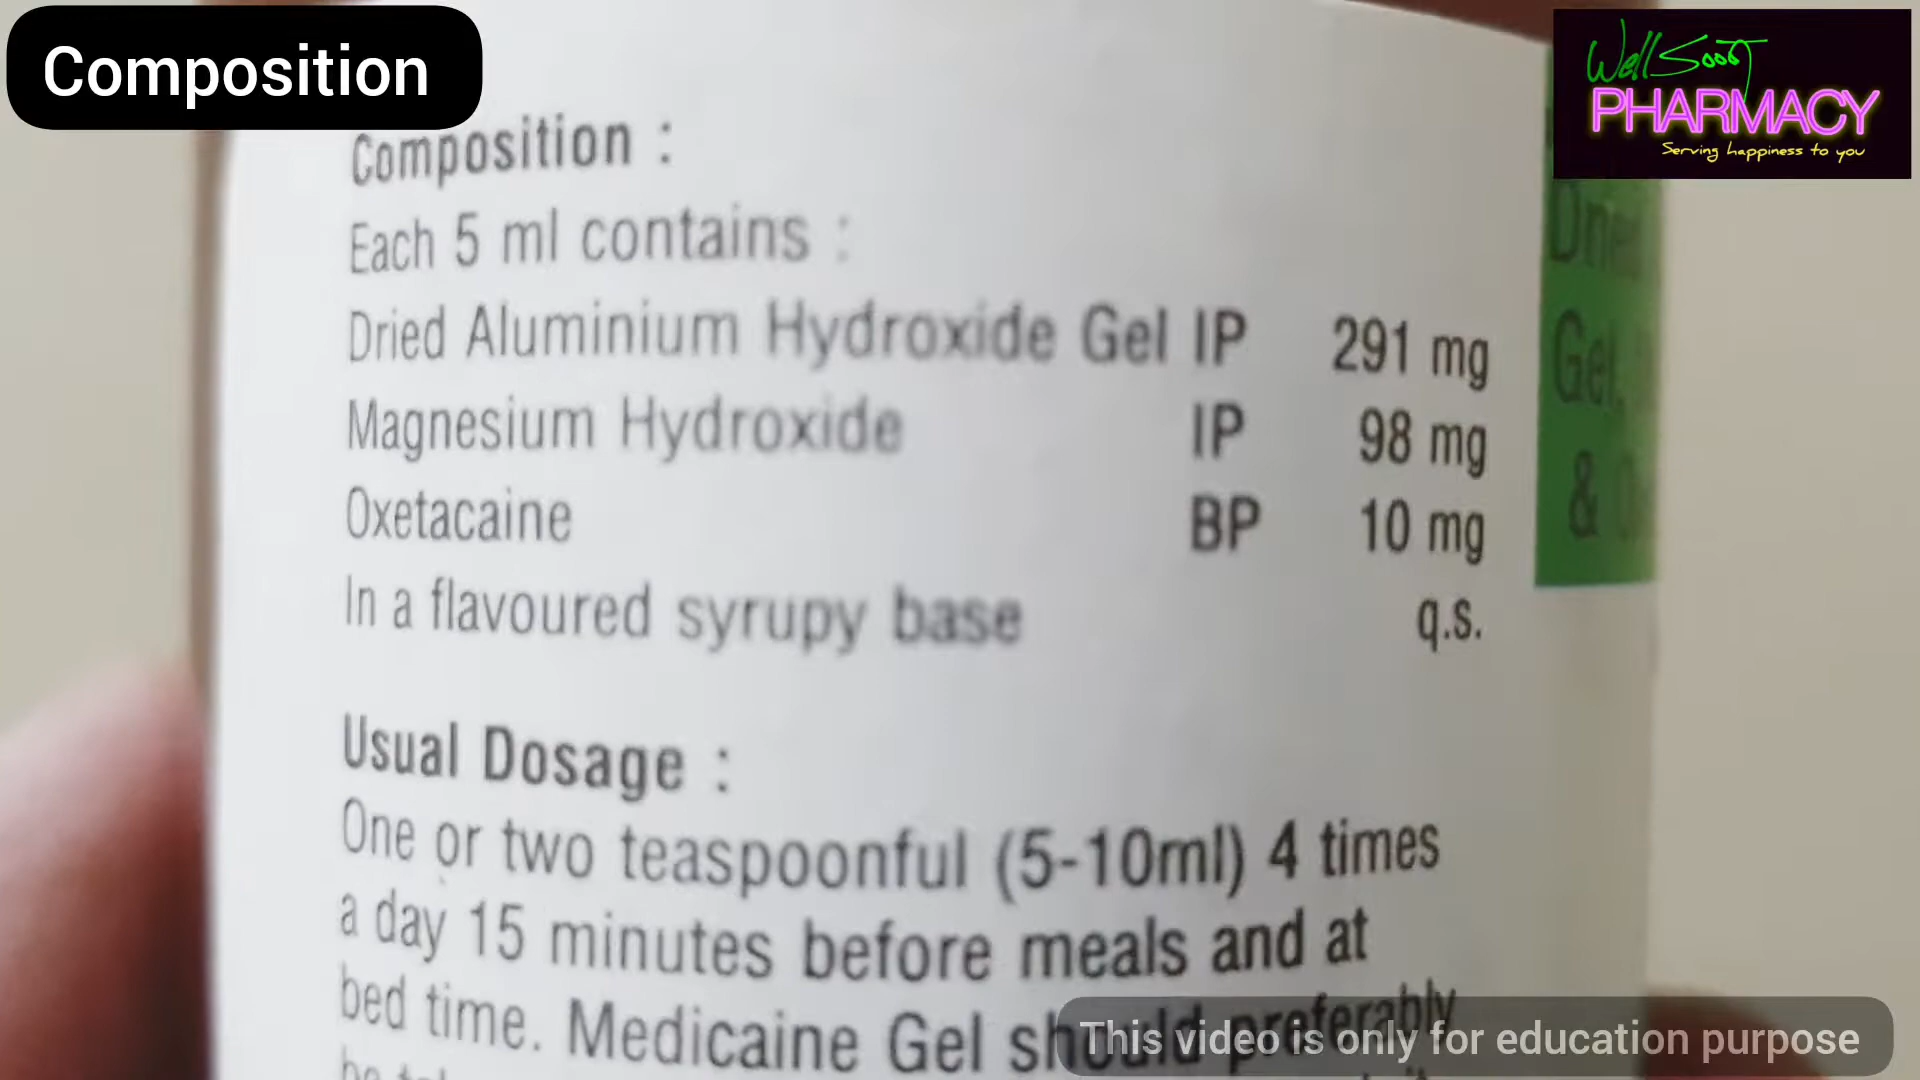 Composition
Well Soot
PHARMACY
Serving happiness to you
Composition :
Each 5 ml contains :
Dried Aluminium Hydroxide Gel IP 291 mg
Magnesium Hydroxide IP 98 mg
Oxetacaine BP 10 mg
In a flavoured syrupy base q.s.
Usual Dosage :
One or two teaspoonful (5-10ml) 4 times
a day 15 minutes before meals and at
bed time. Medicaine Gel should preferably
Gel,
&
This video is only for education purpose